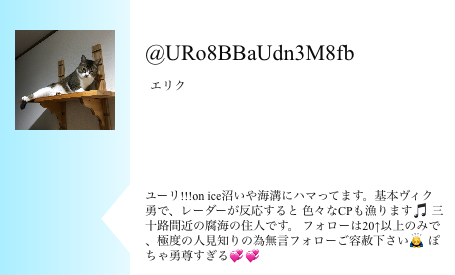 @URo8BBaUdn3M8fb
エリク
ユーリ!!!on ice沼いや海溝にハマってます。基本ヴィク
勇で、レーダーが反応すると 色々なCPも漁ります🎵 三
十路間近の腐海の住人です。 フォローは20↑以上のみで
、極度の人見知りの為無言フォローご容赦下さい🙇 ぽ
ちゃ勇尊すぎる💞💞